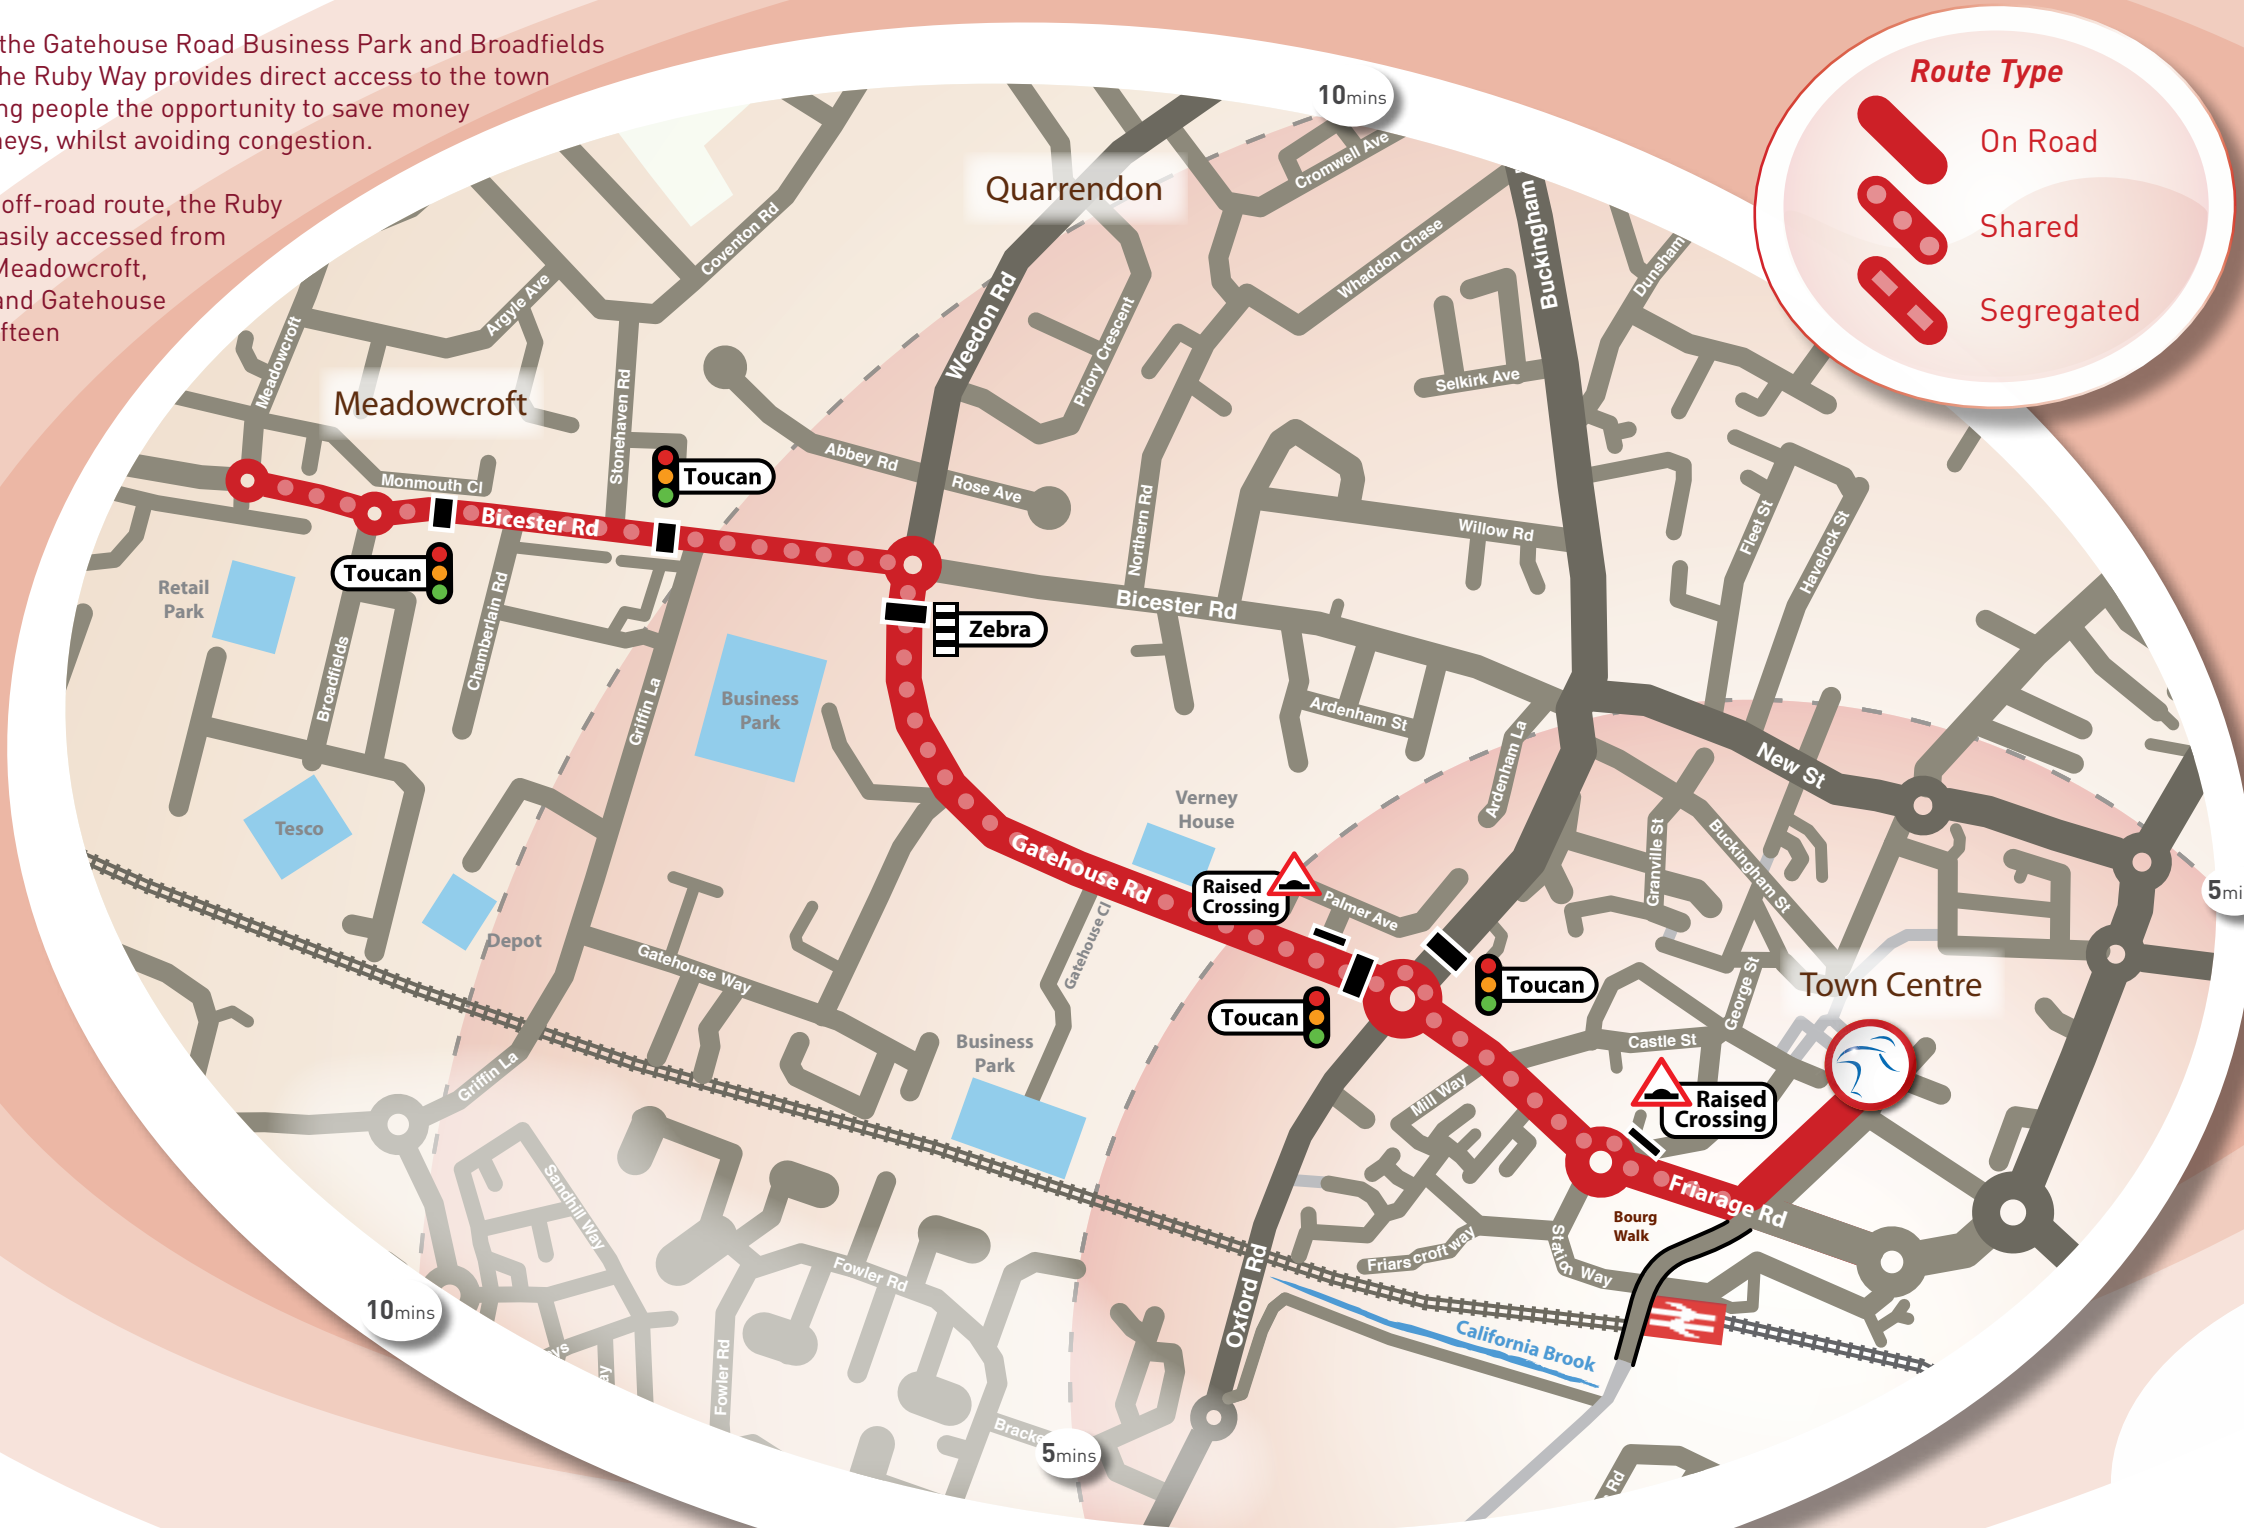 the Gatehouse Road Business Park and Broadfields
he Ruby Way provides direct access to the town
ng people the opportunity to save money
neys, whilst avoiding congestion.
off-road route, the Ruby
asily accessed from
Meadowcroft,
and Gatehouse
fteen
Route Type
On Road
Shared
Segregated
10mins
Quarrendon
Cromwell Ave
Buckingham
Coventon Rd
Whaddon Chase
Dunsham
Argyle Ave
Weedon Rd
Priory Crescent
Meadowcroft
Meadowcroft
Stonehaven Rd
Selkirk Ave
Abbey Rd
Rose Ave
Toucan
Monmouth Cl
Bicester Rd
Northern Rd
Willow Rd
Fleet St
Havelock St
Toucan
Retail
Park
Chamberlain Rd
Bicester Rd
Zebra
Broadfields
Griffin La
Business
Park
Ardenham St
Ardenham La
New St
Tesco
Verney
House
Gatehouse Rd
Granville St
Buckingham St
Raised
Crossing
Palmer Ave
5mi
Depot
Gatehouse Way
Gatehouse Cl
Toucan
Toucan
George St
Town Centre
Castle St
Business
Park
Griffin La
Mill Way
Raised
Crossing
Sandhill Way
Friarage Rd
Bourg
Walk
Friarscroft way
Station Way
Fowler Rd
Oxford Rd
10mins
California Brook
ys
ay
Fowler Rd
Bracke
5mins
Rd